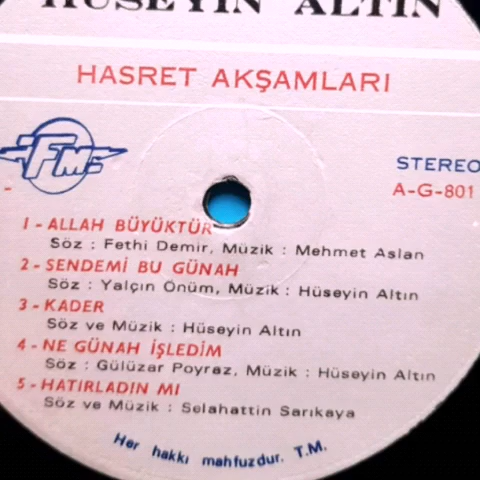 HÜSEYİN ALTIN
HASRET AKŞAMLARI
FM
STEREO
A-G-801
1 - ALLAH BÜYÜKTÜR
Söz : Fethi Demir, Müzik : Mehmet Aslan
2 - SENDEMİ BU GÜNAH
Söz : Yalçın Önüm, Müzik : Hüseyin Altın
3 - KADER
Söz ve Müzik : Hüseyin Altın
4 - NE GÜNAH İŞLEDİM
Söz : Gülüzar Poyraz, Müzik : Hüseyin Altın
5 - HATIRLADIN MI
Söz ve Müzik : Selahattin Sarıkaya
Her hakkı mahfuzdur. T.M.